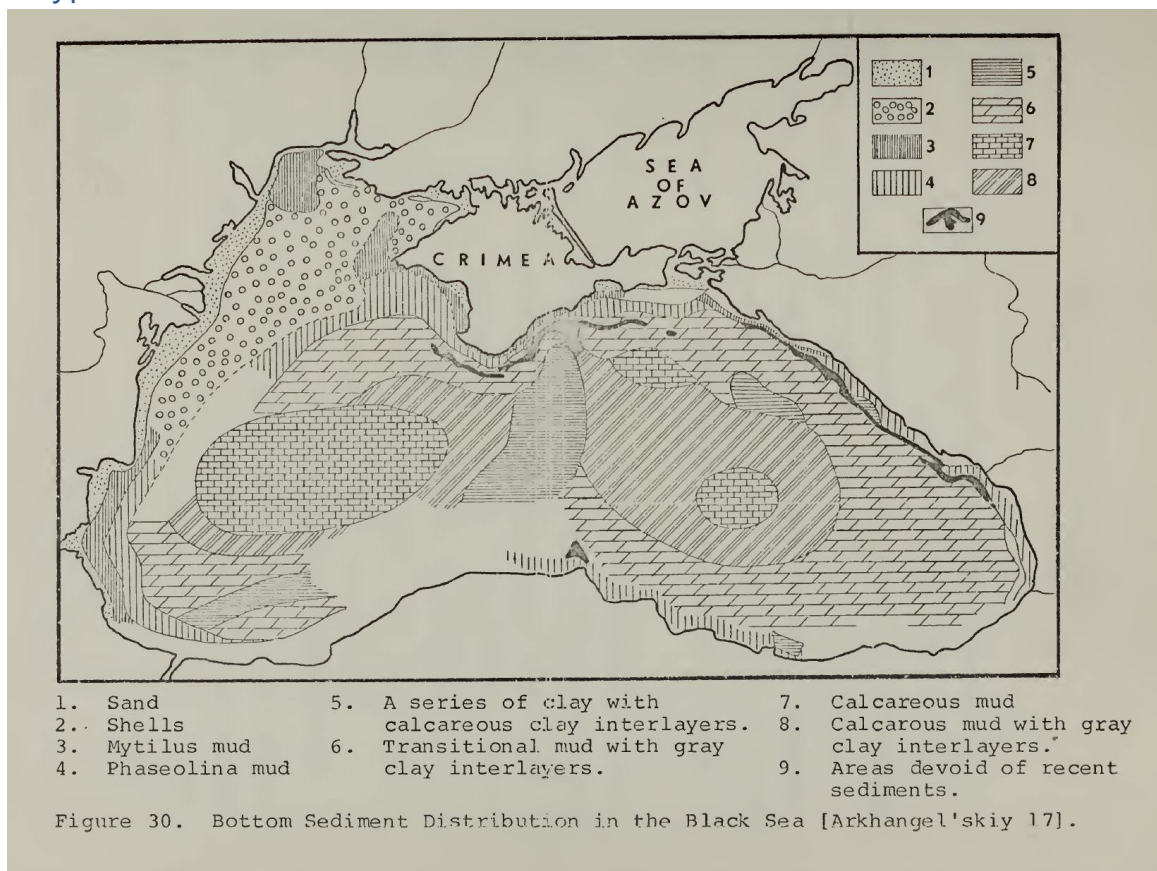 1
5
2
6
3
7
4
8
9
SEA
OF
AZOV
CRIMEA
1. Sand
2. Shells
3. Mytilus mud
4. Phaseolina mud
5. A series of clay with
calcareous clay interlayers.
6. Transitional mud with gray
clay interlayers.
7. Calcareous mud
8. Calcarous mud with gray
clay interlayers.
9. Areas devoid of recent
sediments.
Figure 30. Bottom Sediment Distribution in the Black Sea [Arkhangel'skiy 17].